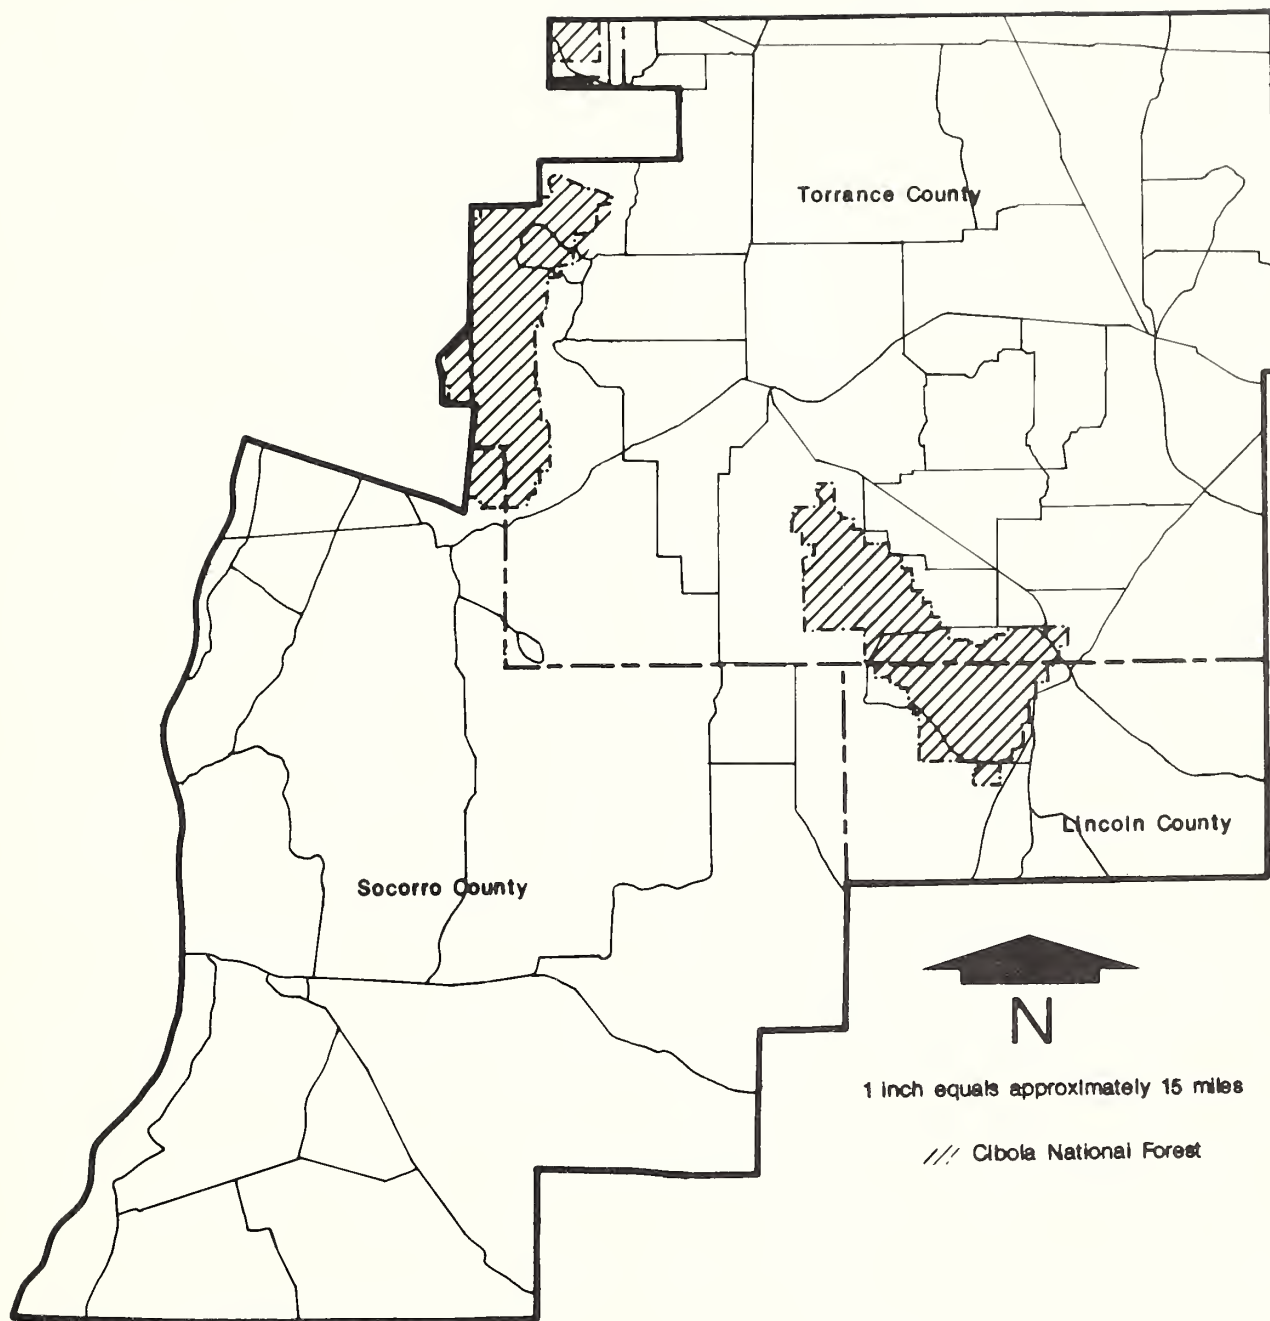 Torrance County
Lincoln County
Socorro County
N
1 inch equals approximately 15 miles
/// Cibola National Forest